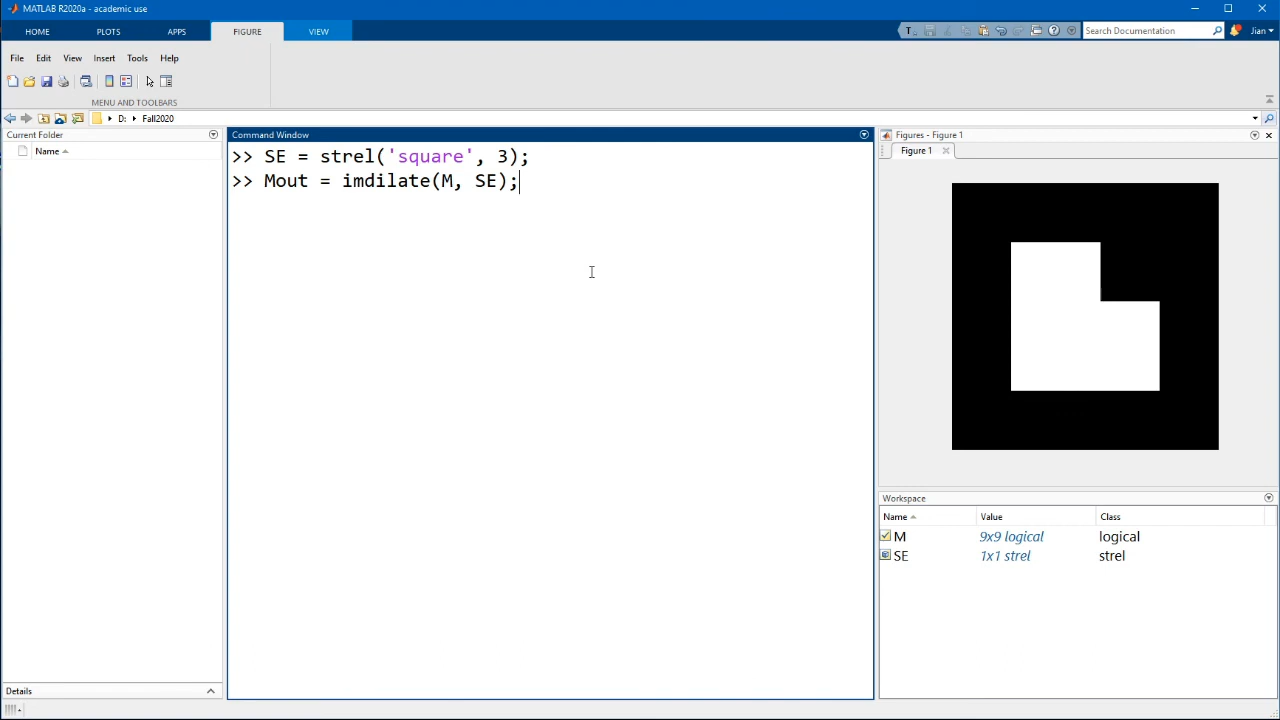 MATLAB R2020a - academic use
HOME PLOTS APPS FIGURE VIEW
Search Documentation
Jian
File Edit View Insert Tools Help
MENU AND TOOLBARS
D: Fall2020
Current Folder
Name
Details
Command Window
>> SE = strel('square', 3);
>> Mout = imdilate(M, SE);
Figures - Figure 1
Figure 1
Workspace
Name Value Class
M 9x9 logical logical
SE 1x1 strel strel